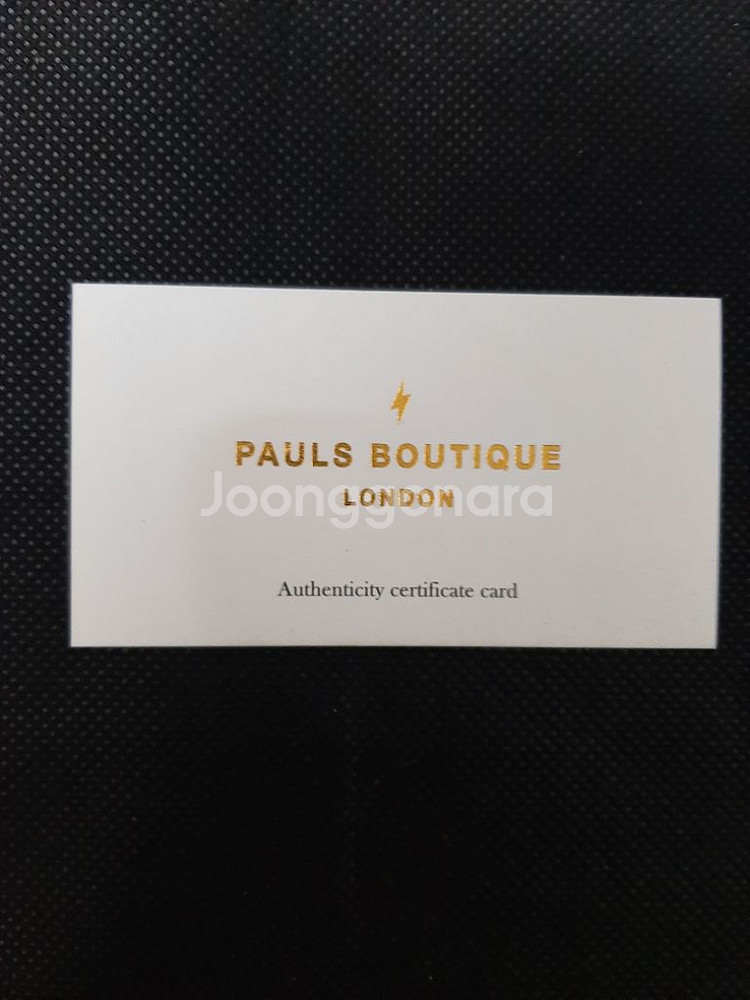 PAULS BOUTIQUE
LONDON
Joonggonara
Authenticity certificate card